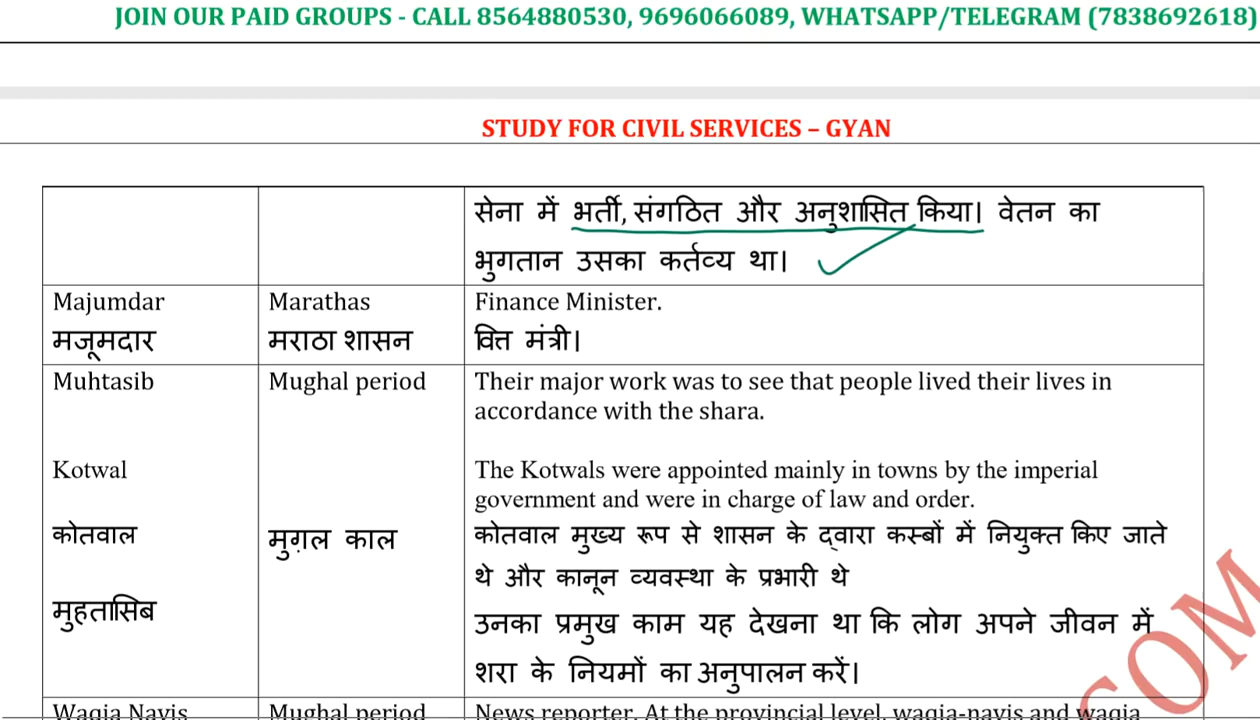 JOIN OUR PAID GROUPS - CALL 8564880530, 9696066089, WHATSAPP/TELEGRAM (7838692618)
STUDY FOR CIVIL SERVICES – GYAN
सेना में भर्ती, संगठित और अनुशासित किया। वेतन का
भुगतान उसका कर्तव्य था।
Majumdar
मजूमदार
Marathas
मराठा शासन
Finance Minister.
वित्त मंत्री।
Muhtasib
Kotwal
कोतवाल
मुहतासिब
Mughal period
मुग़ल काल
Their major work was to see that people lived their lives in
accordance with the shara.
The Kotwals were appointed mainly in towns by the imperial
government and were in charge of law and order.
कोतवाल मुख्य रूप से शासन के द्वारा कस्बों में नियुक्त किए जाते
थे और कानून व्यवस्था के प्रभारी थे
उनका प्रमुख काम यह देखना था कि लोग अपने जीवन में
शरा के नियमों का अनुपालन करें।
Waqia Navis
Mughal period
News reporter. At the provincial level, waqia-navis and waqia
COM